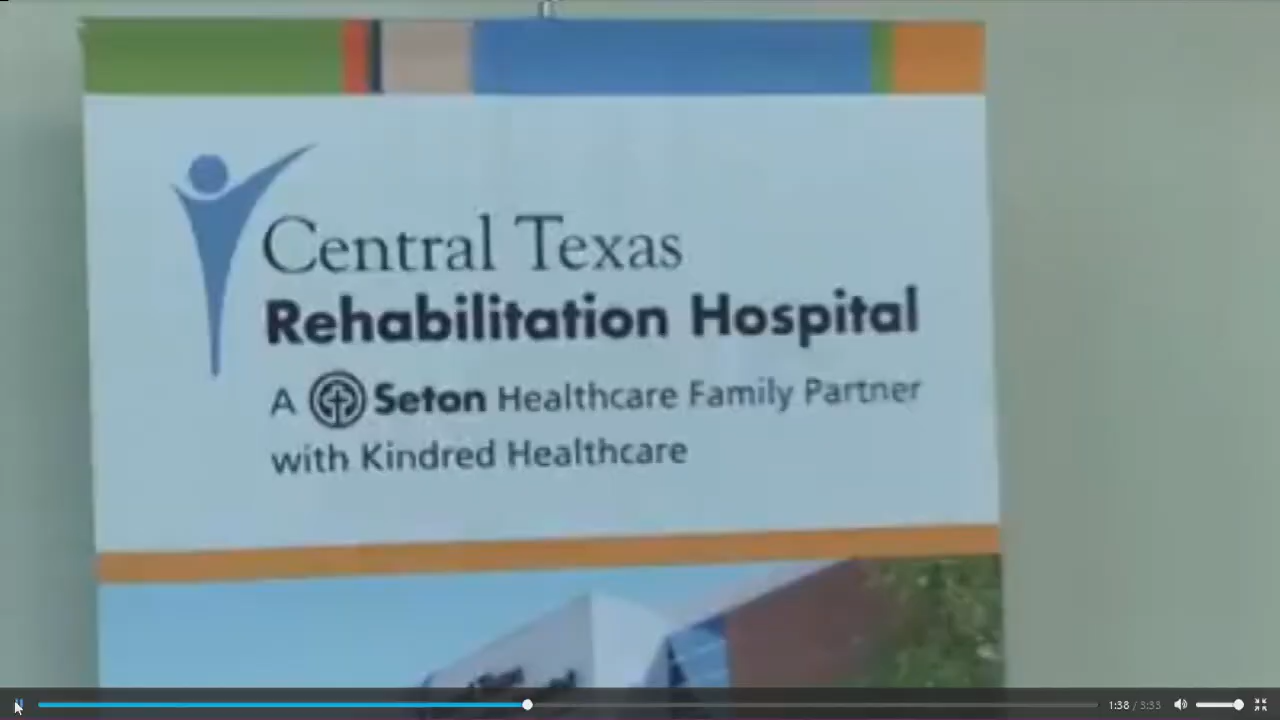 Central Texas
Rehabilitation Hospital
A Seton Healthcare Family Partner
with Kindred Healthcare
1:38 / 3:33